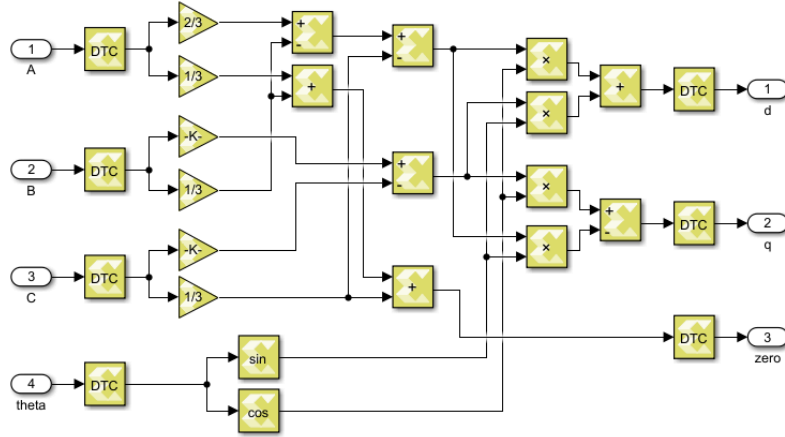 2/3
+
-
+
-
×
1
A
DTC
1/3
+
+
DTC
1
d
×
-K-
+
-
2
B
DTC
1/3
×
+
-
DTC
2
q
-K-
×
3
C
DTC
1/3
+
DTC
3
zero
sin
4
theta
DTC
cos